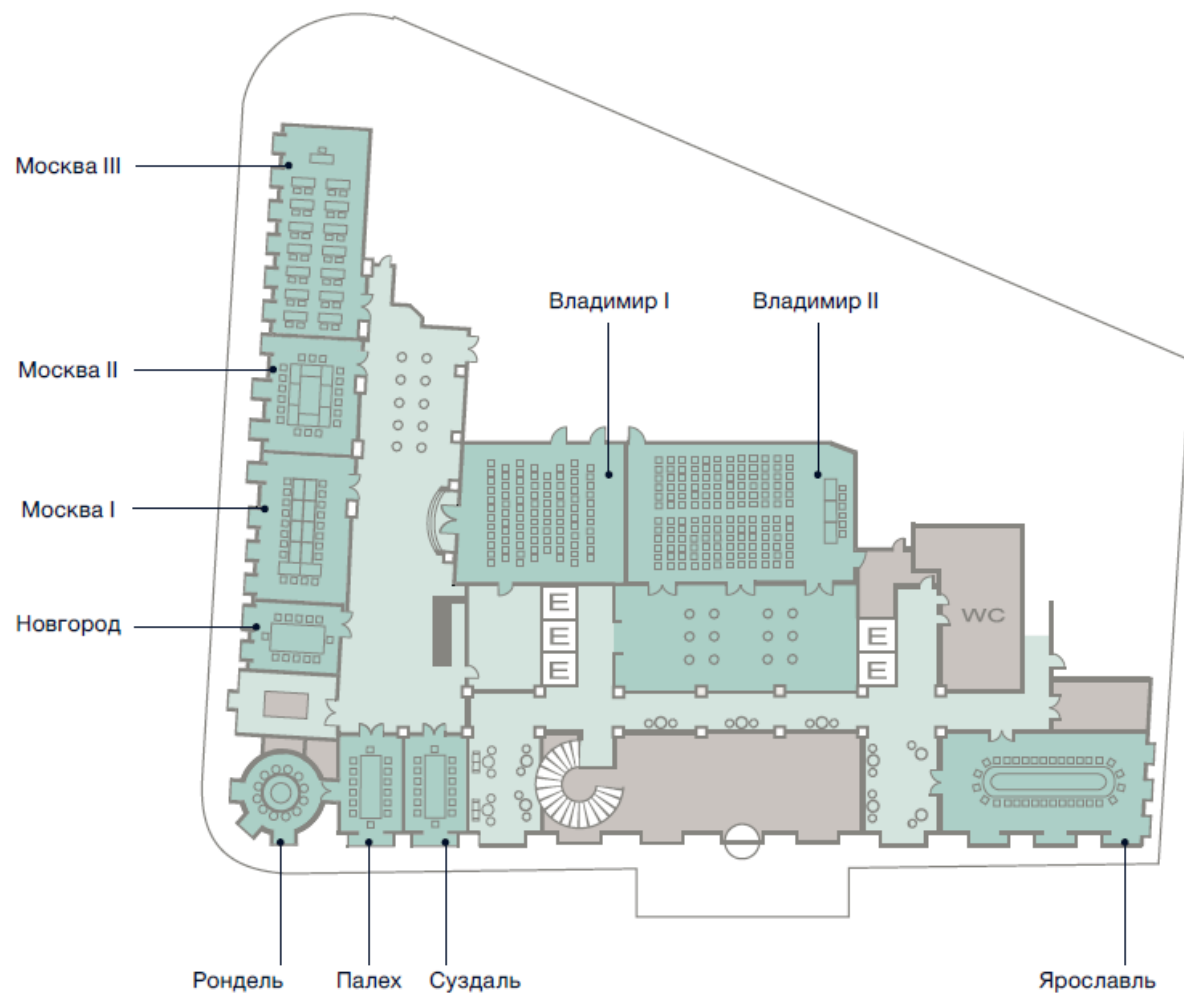 Москва III
Владимир I
Владимир II
Москва II
Москва I
E
E
E
WC
Новгород
E
E
Рондель
Палех
Суздаль
Ярославль